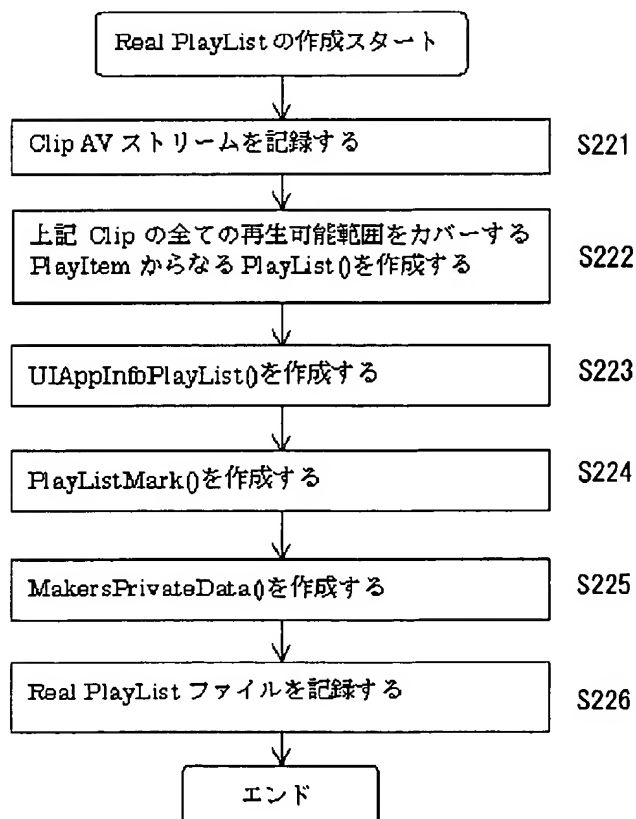 Real PlayList の作成スタート
Clip AV ストリームを記録する
S221
上記 Clip の全ての再生可能範囲をカバーする
PlayItem からなる PlayList()を作成する
S222
UIAppInfoPlayList()を作成する
S223
PlayListMark()を作成する
S224
MakersPrivateData()を作成する
S225
Real PlayList ファイルを記録する
S226
エンド